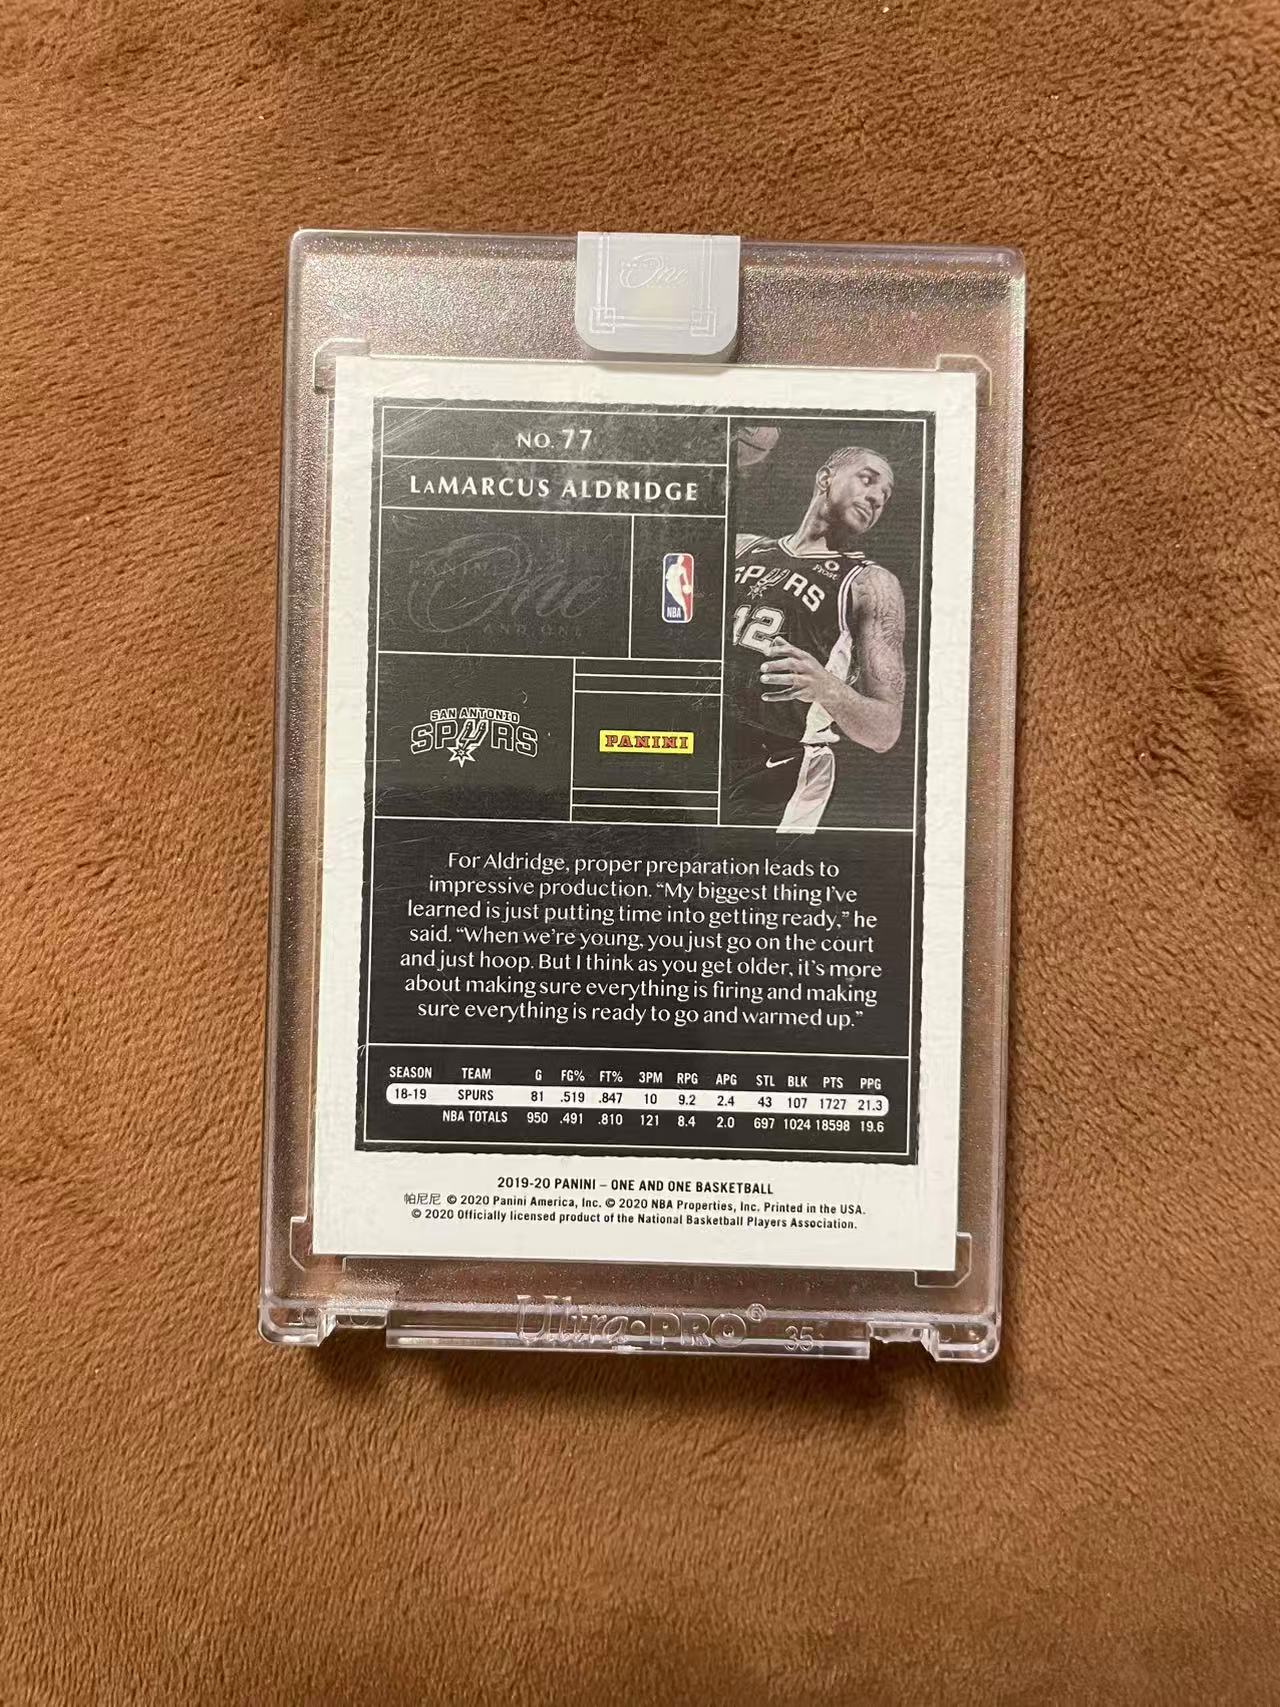 PANINI
One
NO. 77
LaMARCUS ALDRIDGE
PANINI
One
AND ONE
NBA
SPURS
12
Frost
SAN ANTONIO
SPURS
PANINI
For Aldridge, proper preparation leads to
impressive production. “My biggest thing I’ve
learned is just putting time into getting ready,” he
said. “When we’re young, you just go on the court
and just hoop. But I think as you get older, it’s more
about making sure everything is firing and making
sure everything is ready to go and warmed up.”
SEASON TEAM G FG% FT% 3PM RPG APG STL BLK PTS PPG
18-19 SPURS 81 .519 .847 10 9.2 2.4 43 107 1727 21.3
NBA TOTALS 950 .491 .810 121 8.4 2.0 697 1024 18598 19.6
2019-20 PANINI – ONE AND ONE BASKETBALL
帕尼尼 © 2020 Panini America, Inc. © 2020 NBA Properties, Inc. Printed in the USA.
© 2020 Officially licensed product of the National Basketball Players Association.
Ultra•PRO® 35